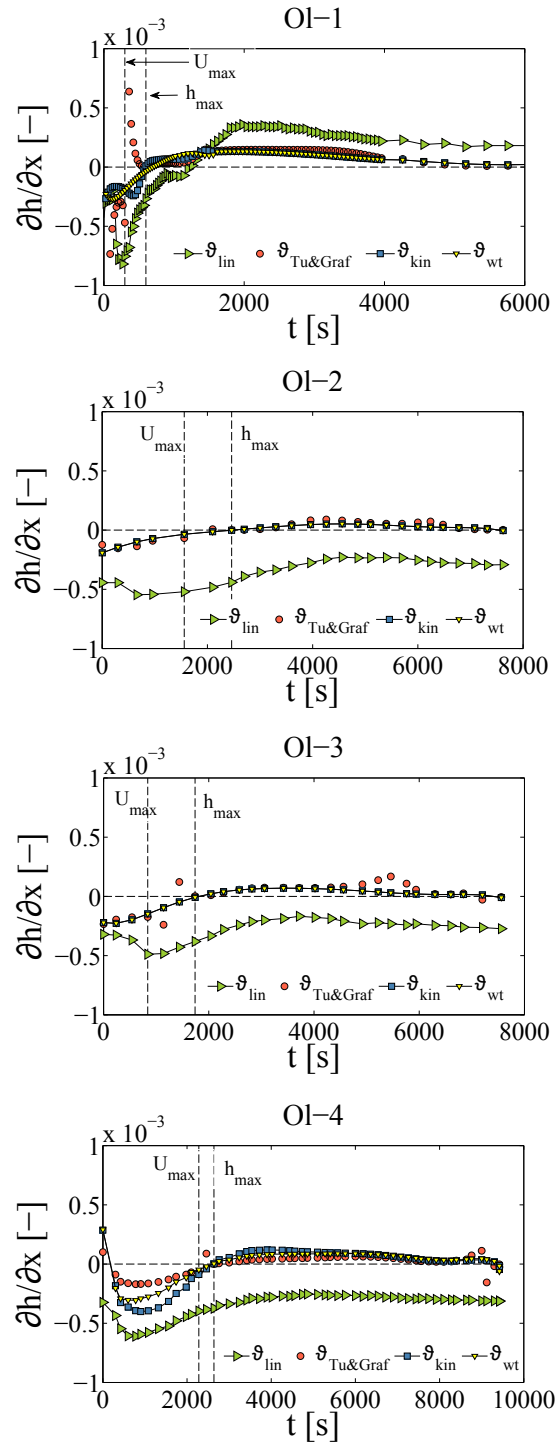 Ol−1
x 10⁻³
1
U_max
h_max
0.5
0
−0.5
−1
∂h/∂x [−]
ϑ_lin ϑ_Tu&Graf ϑ_kin ϑ_wt
0 2000 4000 6000
t [s]
Ol−2
x 10⁻³
1
U_max h_max
0.5
0
−0.5
−1
∂h/∂x [−]
ϑ_lin ϑ_Tu&Graf ϑ_kin ϑ_wt
0 2000 4000 6000 8000
t [s]
Ol−3
x 10⁻³
1
U_max h_max
0.5
0
−0.5
−1
∂h/∂x [−]
ϑ_lin ϑ_Tu&Graf ϑ_kin ϑ_wt
0 2000 4000 6000 8000
t [s]
Ol−4
x 10⁻³
1
U_max h_max
0.5
0
−0.5
−1
∂h/∂x [−]
ϑ_lin ϑ_Tu&Graf ϑ_kin ϑ_wt
0 2000 4000 6000 8000 10000
t [s]